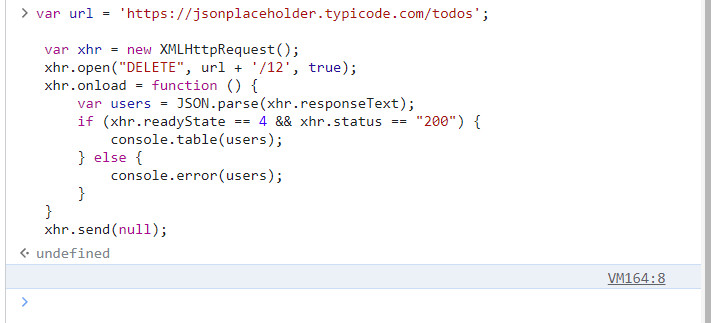 > var url = 'https://jsonplaceholder.typicode.com/todos';
var xhr = new XMLHttpRequest();
xhr.open("DELETE", url + '/12', true);
xhr.onload = function () {
    var users = JSON.parse(xhr.responseText);
    if (xhr.readyState == 4 && xhr.status == "200") {
        console.table(users);
    } else {
        console.error(users);
    }
}
xhr.send(null);
undefined
VM164:8
>